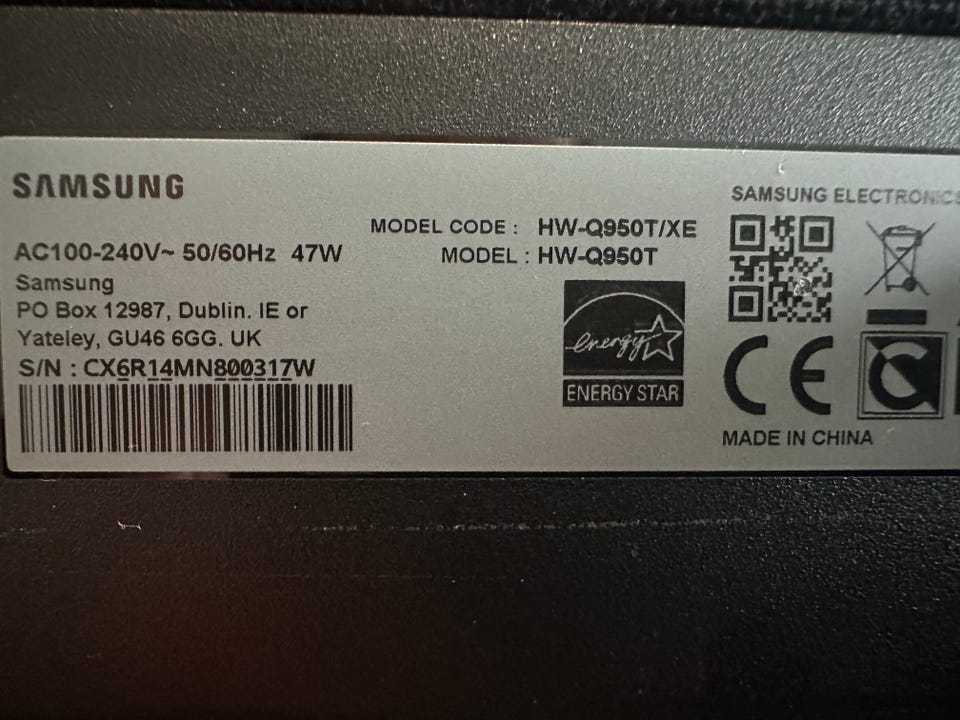 SAMSUNG
AC100-240V~ 50/60Hz 47W
Samsung
PO Box 12987, Dublin. IE or
Yateley, GU46 6GG. UK
S/N : CX6R14MN800317W
MODEL CODE : HW-Q950T/XE
MODEL : HW-Q950T
energy
ENERGY STAR
SAMSUNG ELECTRONICS
CE
MADE IN CHINA